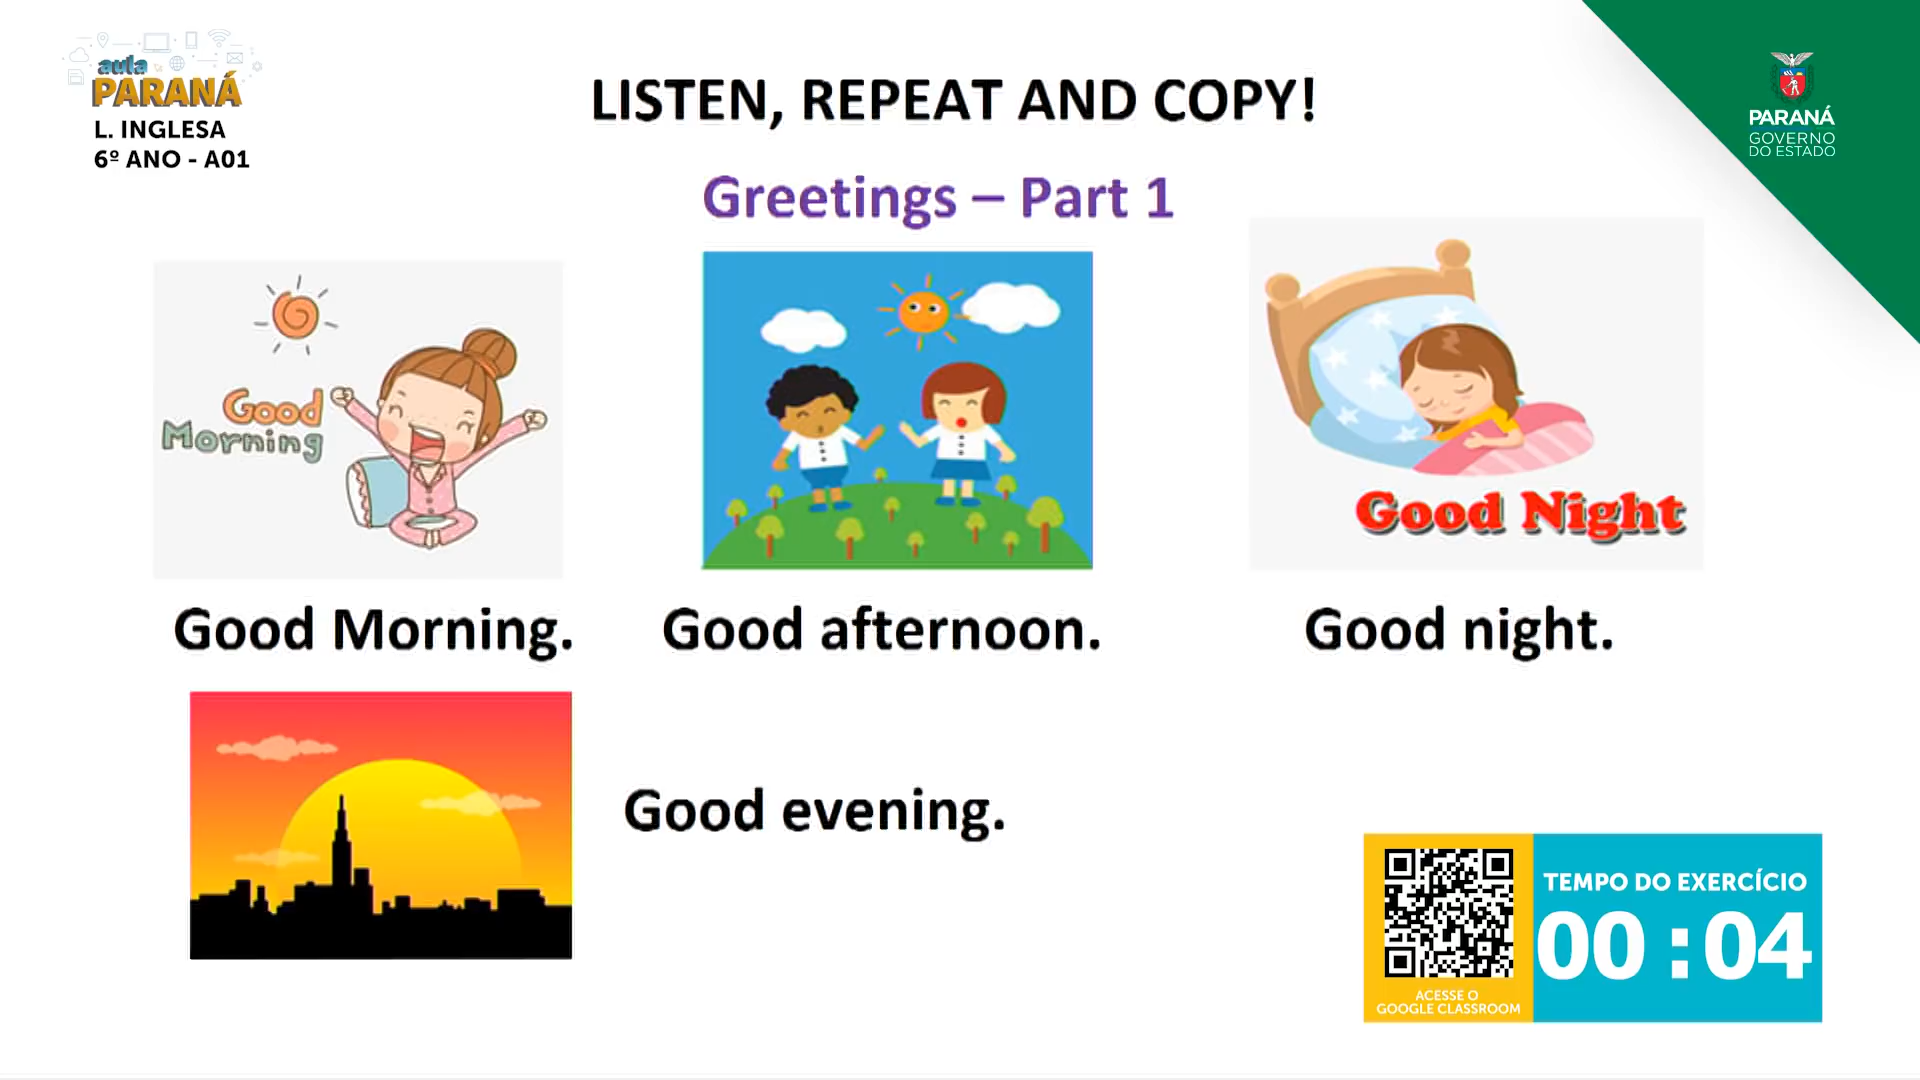 aula
PARANÁ
L. INGLESA
6º ANO - A01
LISTEN, REPEAT AND COPY!
PARANÁ
GOVERNO
DO ESTADO
Greetings – Part 1
Good
Morning
Good Night
Good Morning.
Good afternoon.
Good night.
Good evening.
TEMPO DO EXERCÍCIO
00:04
ACESSE O
GOOGLE CLASSROOM